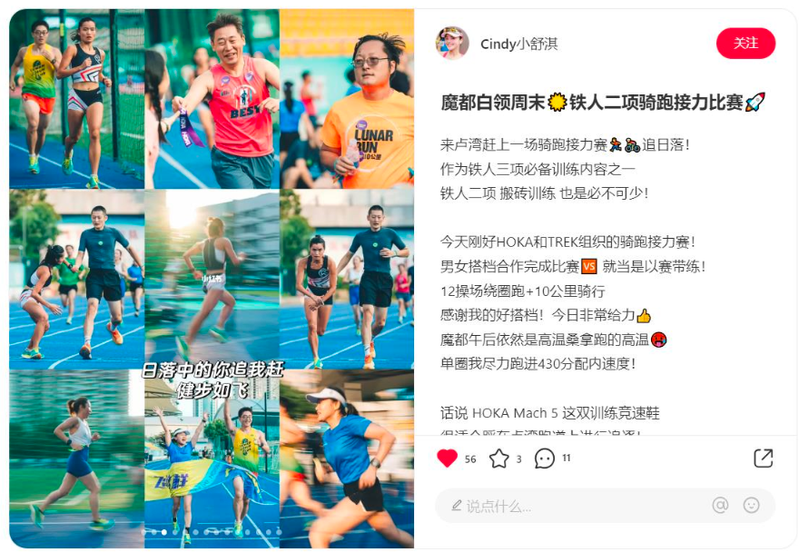 BEST
LUNAR
RUN
日落中的你追我赶
健步如飞
Cindy小舒淇
关注
魔都白领周末🌟铁人二项骑跑接力比赛🚀
来卢湾赶上一场骑跑接力赛🏃🚴追日落！
作为铁人三项必备训练内容之一
铁人二项 搬砖训练 也是必不可少！
今天刚好HOKA和TREK组织的骑跑接力赛！
男女搭档合作完成比赛🆚 就当是以赛带练！
12操场绕圈跑+10公里骑行
感谢我的好搭档！今日非常给力👍
魔都午后依然是高温桑拿跑的高温🥵
单圈我尽力跑进430分配内速度！
话说 HOKA Mach 5 这双训练竞速鞋
56
3
11
说点什么...